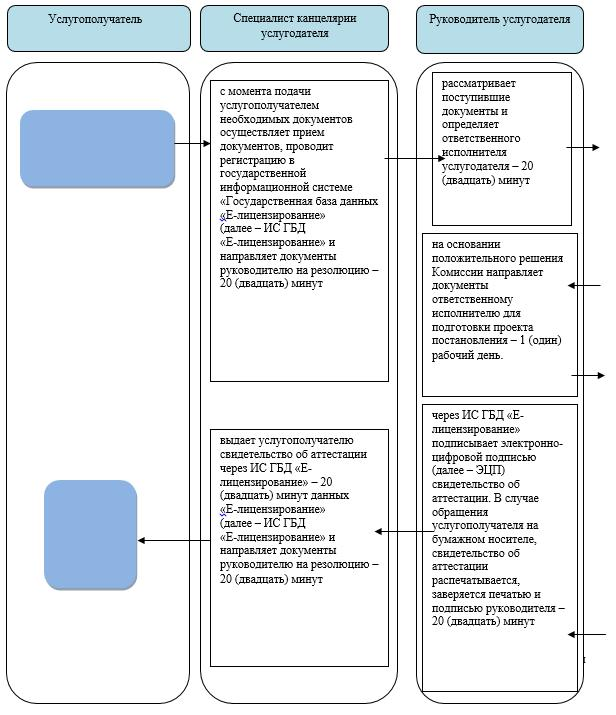 Услугополучатель
Специалист канцелярии
услугодателя
Руководитель услугодателя
с момента подачи
услугополучателем
необходимых документов
осуществляет прием
документов, проводит
регистрацию в
государственной
информационной системе
«Государственная база данных
«Е-лицензирование»
(далее – ИС ГБД
«Е-лицензирование» и
направляет документы
руководителю на резолюцию –
20 (двадцать) минут
рассматривает
поступившие
документы и
определяет
ответственного
исполнителя
услугодателя – 20
(двадцать) минут
на основании
положительного решения
Комиссии направляет
документы
ответственному
исполнителю для
подготовки проекта
постановления – 1 (один)
рабочий день.
выдает услугополучателю
свидетельство об аттестации
через ИС ГБД «Е-
лицензирование» – 20
(двадцать) минут данных
«Е-лицензирование»
(далее – ИС ГБД
«Е-лицензирование» и
направляет документы
руководителю на резолюцию –
20 (двадцать) минут
через ИС ГБД «Е-
лицензирование»
подписывает электронно-
цифровой подписью
(далее – ЭЦП)
свидетельство об
аттестации. В случае
обращения
услугополучателя на
бумажном носителе,
свидетельство об
аттестации
распечатывается,
заверяется печатью и
подписью руководителя –
20 (двадцать) минут